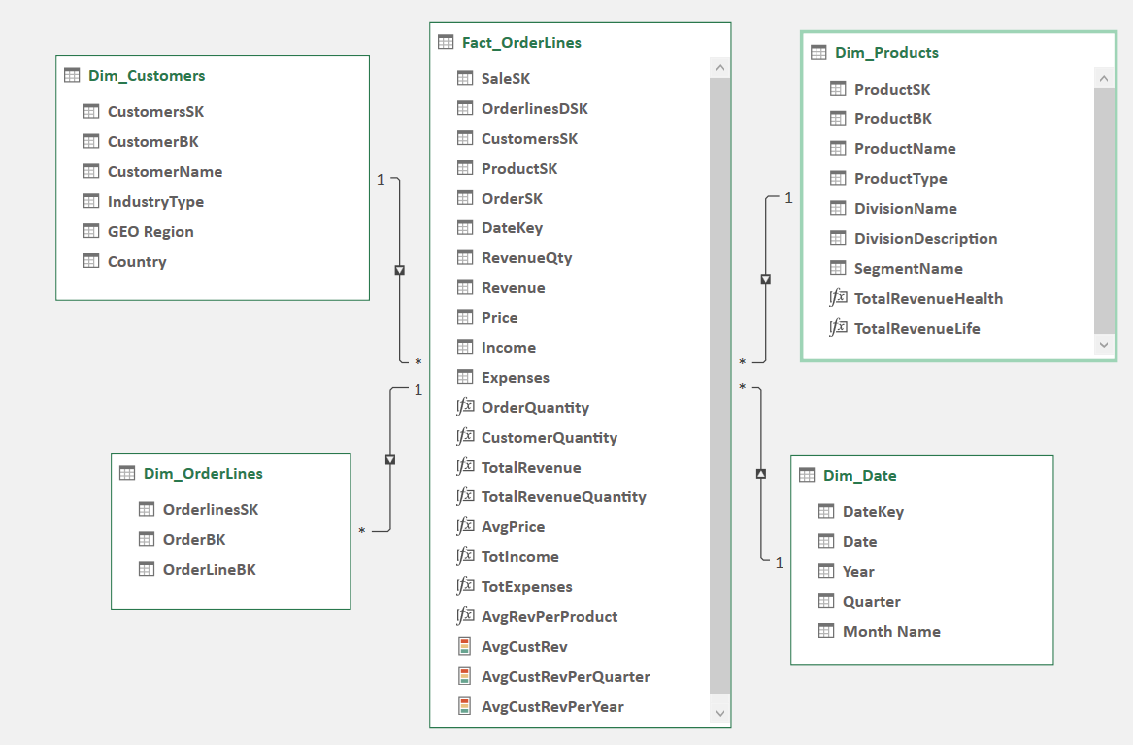 Dim_Customers
CustomersSK
CustomerBK
CustomerName
IndustryType
GEO Region
Country
1
*
Fact_OrderLines
SaleSK
OrderlinesDSK
CustomersSK
ProductSK
OrderSK
DateKey
RevenueQty
Revenue
Price
Income
Expenses
OrderQuantity
CustomerQuantity
TotalRevenue
TotalRevenueQuantity
AvgPrice
TotIncome
TotExpenses
AvgRevPerProduct
AvgCustRev
AvgCustRevPerQuarter
AvgCustRevPerYear
Dim_Products
ProductSK
ProductBK
ProductName
ProductType
DivisionName
DivisionDescription
SegmentName
TotalRevenueHealth
TotalRevenueLife
1
*
Dim_OrderLines
OrderlinesSK
OrderBK
OrderLineBK
1
*
Dim_Date
DateKey
Date
Year
Quarter
Month Name
*
1